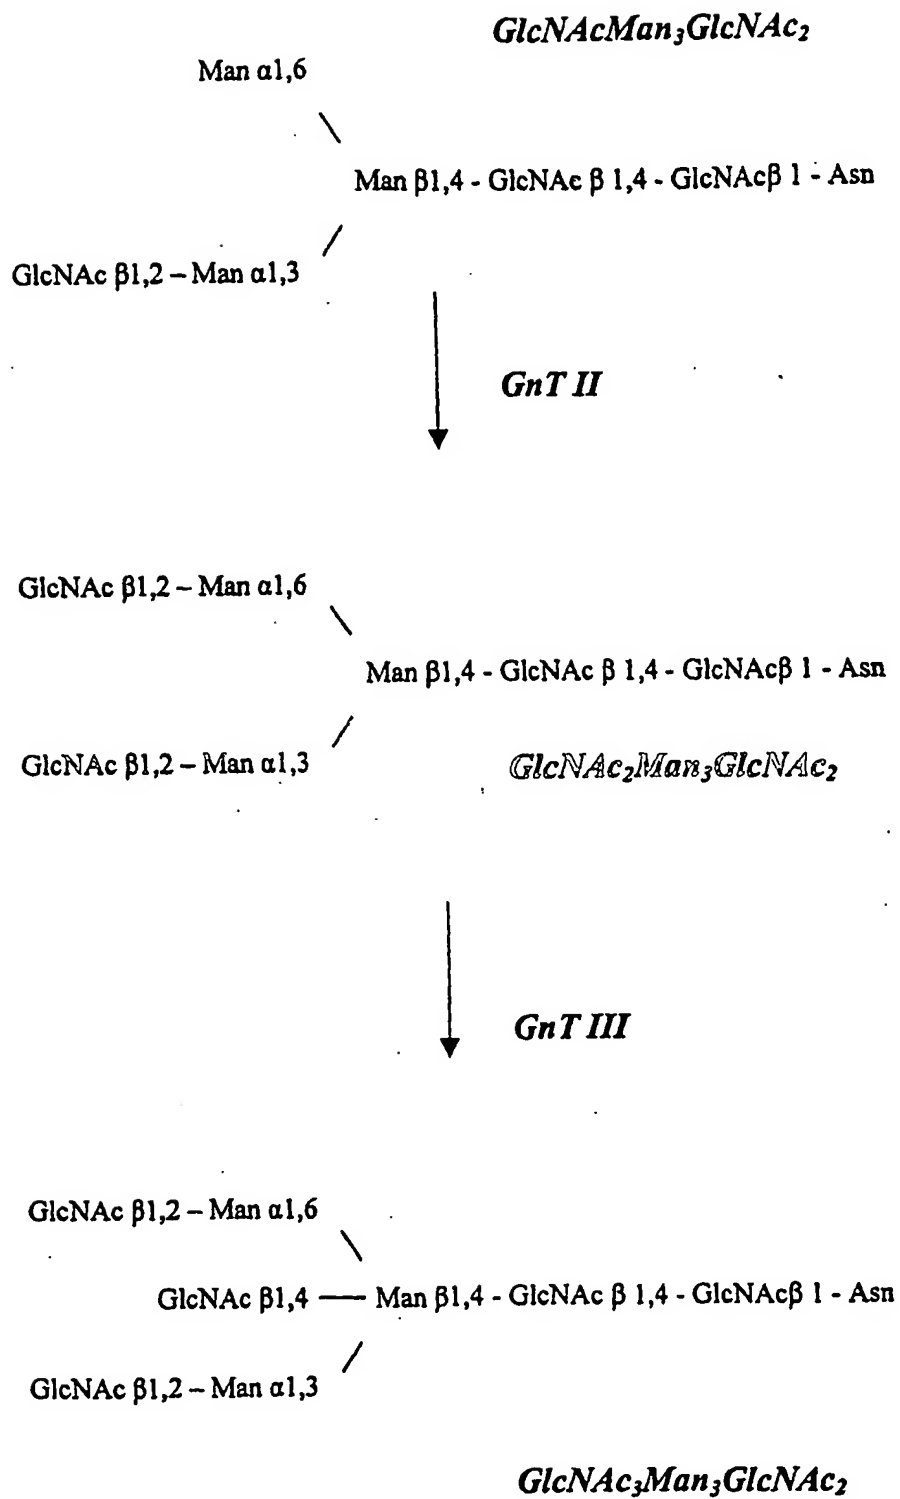 GlcNAcMan₃GlcNAc₂
Man α1,6
\
Man β1,4 - GlcNAc β 1,4 - GlcNAcβ 1 - Asn
/
GlcNAc β1,2 – Man α1,3
GnT II
GlcNAc β1,2 – Man α1,6
\
Man β1,4 - GlcNAc β 1,4 - GlcNAcβ 1 - Asn
/
GlcNAc β1,2 – Man α1,3
GlcNAc₂Man₃GlcNAc₂
GnT III
GlcNAc β1,2 – Man α1,6
\
GlcNAc β1,4 — Man β1,4 - GlcNAc β 1,4 - GlcNAcβ 1 - Asn
/
GlcNAc β1,2 – Man α1,3
GlcNAc₃Man₃GlcNAc₂